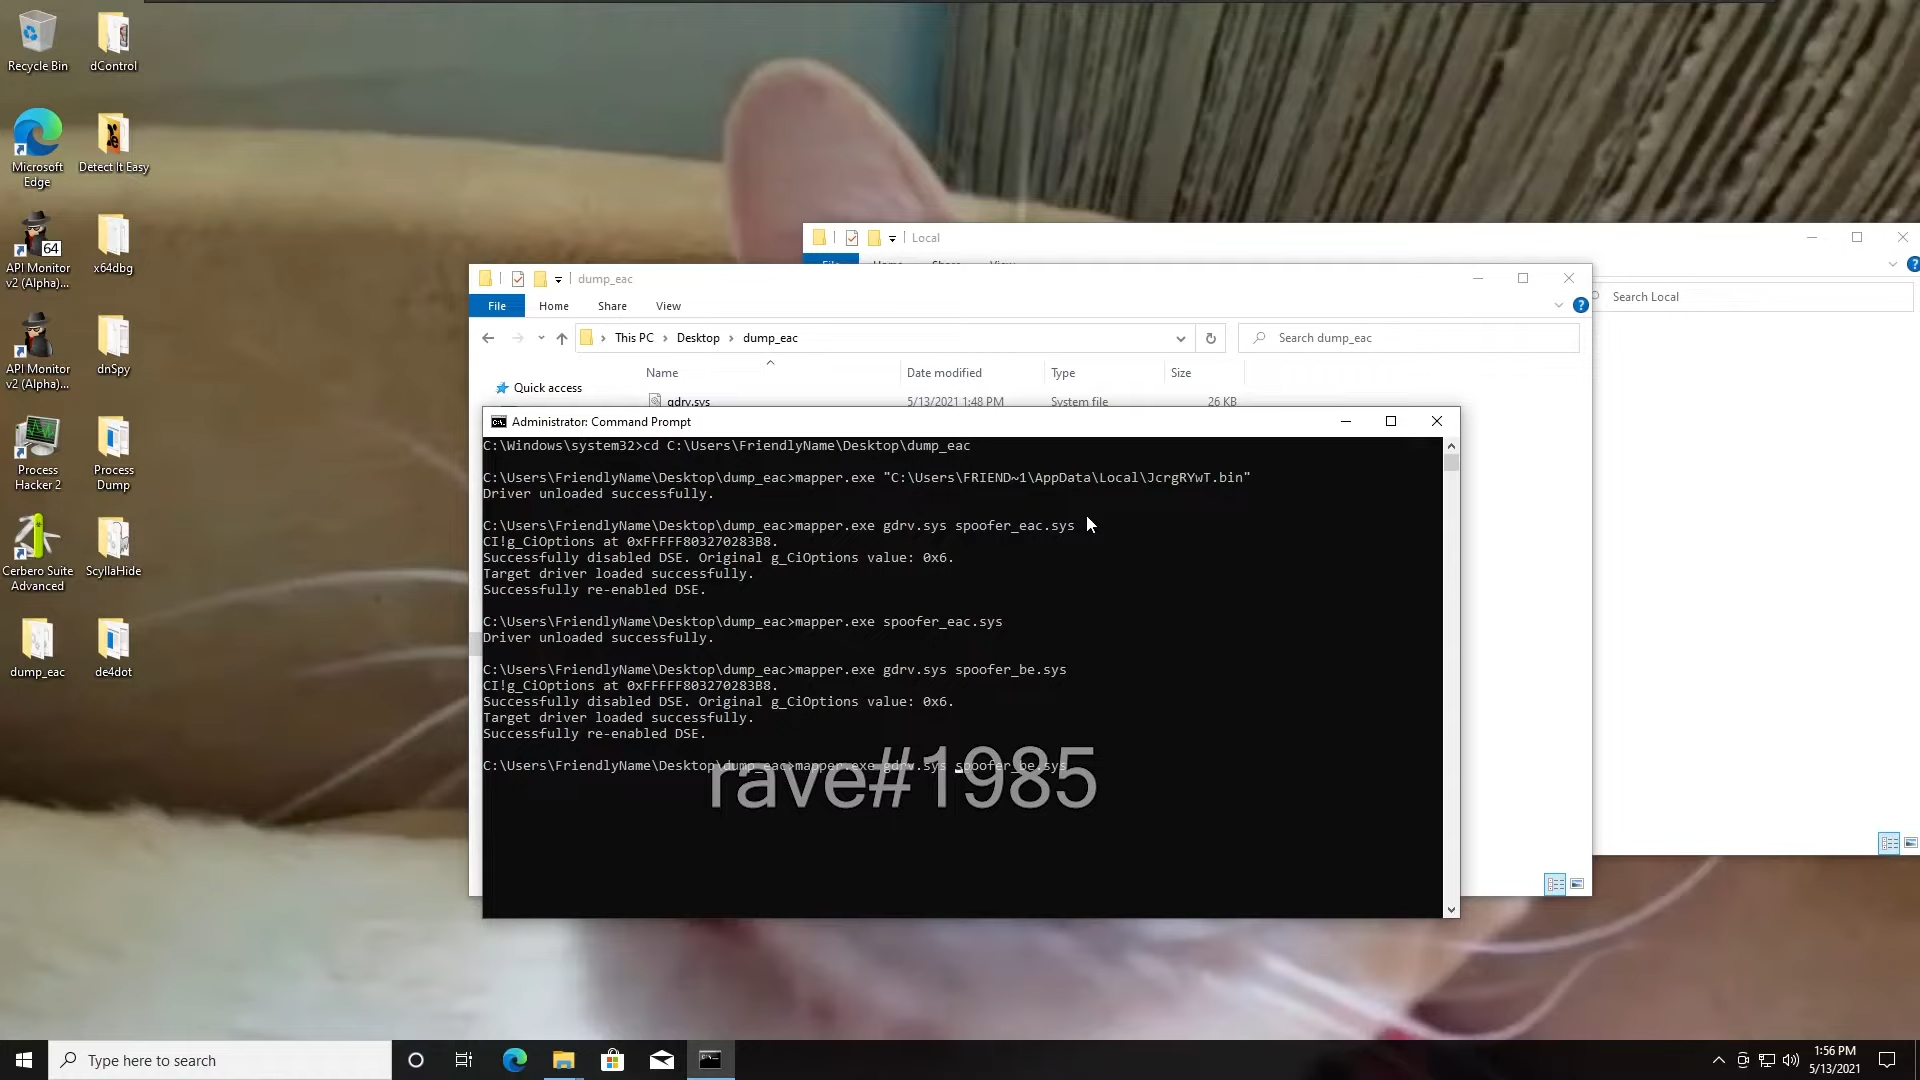 Recycle Bin
dControl
Microsoft Edge
Detect It Easy
64
API Monitor v2 (Alpha)...
x64dbg
API Monitor v2 (Alpha)...
dnSpy
Process Hacker 2
Process Dump
Cerbero Suite Advanced
ScyllaHide
dump_eac
de4dot
Local
Search Local
dump_eac
File
Home
Share
View
This PC
Desktop
dump_eac
Search dump_eac
Name
Date modified
Type
Size
Quick access
gdrv.sys
5/13/2021 1:48 PM
System file
26 KB
Administrator: Command Prompt
C:\Windows\system32>cd C:\Users\FriendlyName\Desktop\dump_eac
C:\Users\FriendlyName\Desktop\dump_eac>mapper.exe "C:\Users\FRIEND~1\AppData\Local\JcrgRYwT.bin"
Driver unloaded successfully.
C:\Users\FriendlyName\Desktop\dump_eac>mapper.exe gdrv.sys spoofer_eac.sys
CI!g_CiOptions at 0xFFFFF803270283B8.
Successfully disabled DSE. Original g_CiOptions value: 0x6.
Target driver loaded successfully.
Successfully re-enabled DSE.
C:\Users\FriendlyName\Desktop\dump_eac>mapper.exe spoofer_eac.sys
Driver unloaded successfully.
C:\Users\FriendlyName\Desktop\dump_eac>mapper.exe gdrv.sys spoofer_be.sys
CI!g_CiOptions at 0xFFFFF803270283B8.
Successfully disabled DSE. Original g_CiOptions value: 0x6.
Target driver loaded successfully.
Successfully re-enabled DSE.
C:\Users\FriendlyName\Desktop\dump_eac>mapper.exe gdrv.sys spoofer_be.sys
rave#1985
Type here to search
1:56 PM
5/13/2021